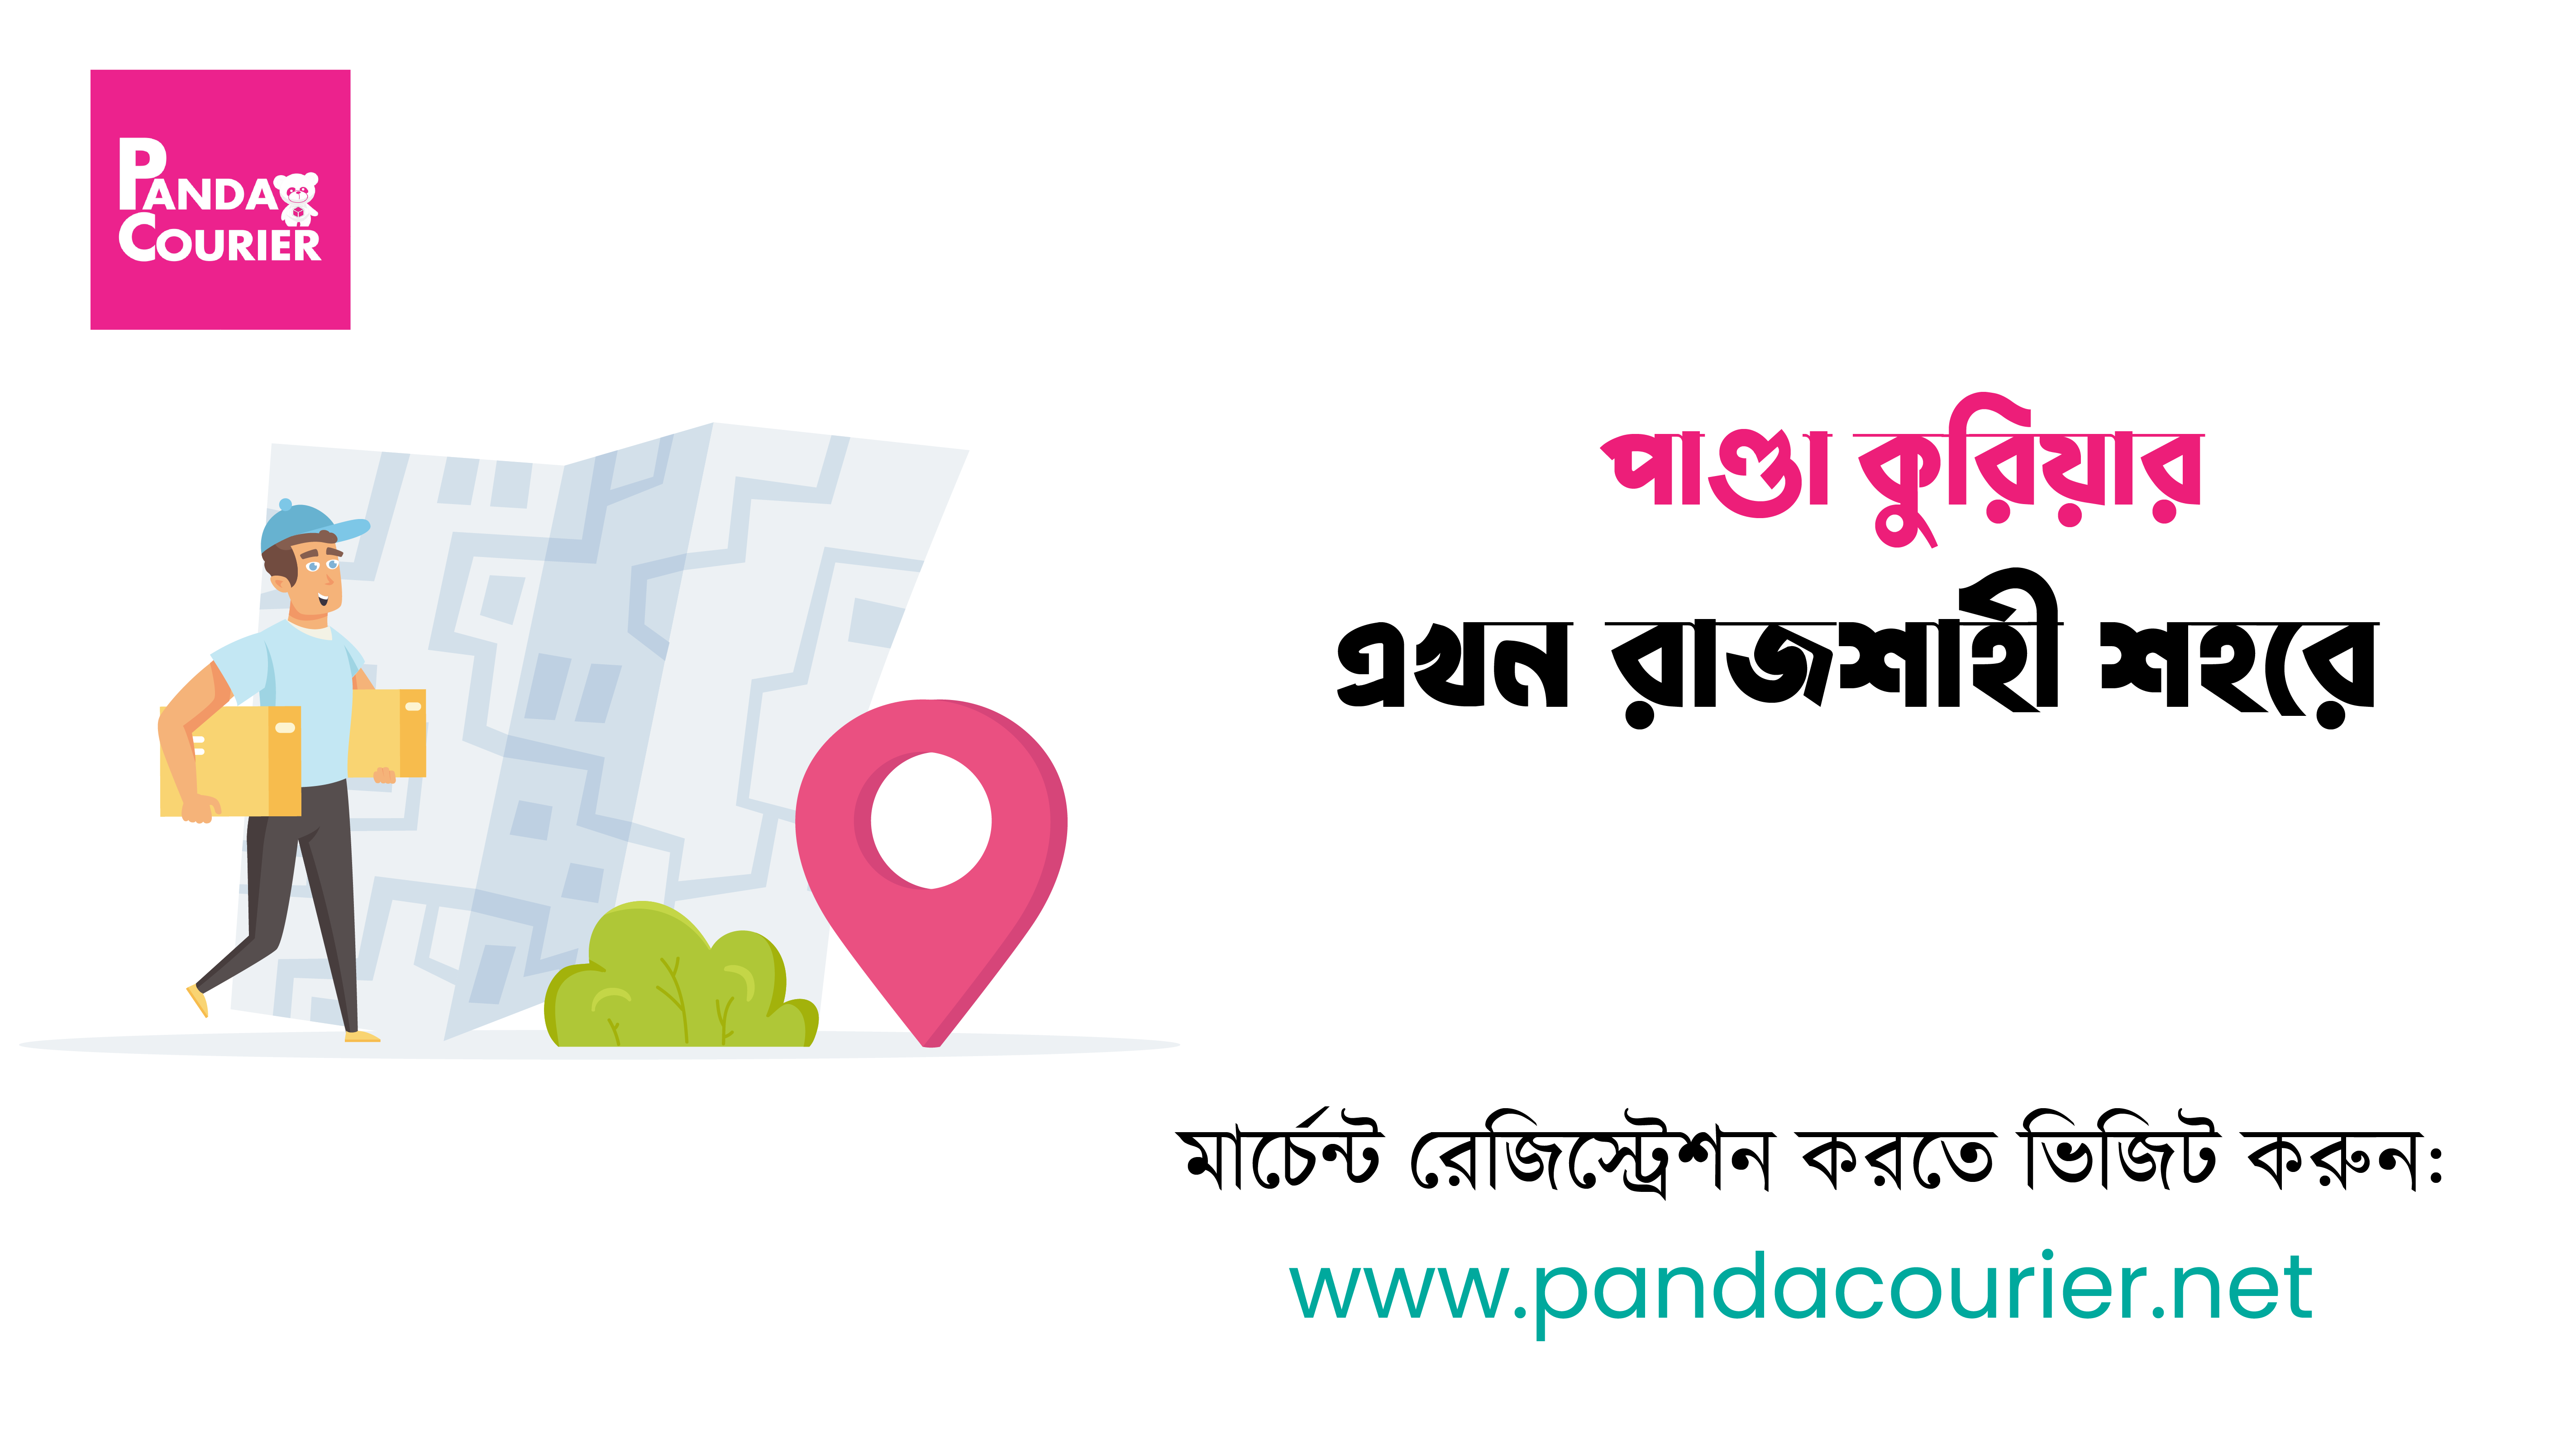 PANDA
COURIER
পাণ্ডা কুরিয়ার
এখন রাজশাহী শহরে
মার্চেন্ট রেজিস্ট্রেশন করতে ভিজিট করুন:
www.pandacourier.net